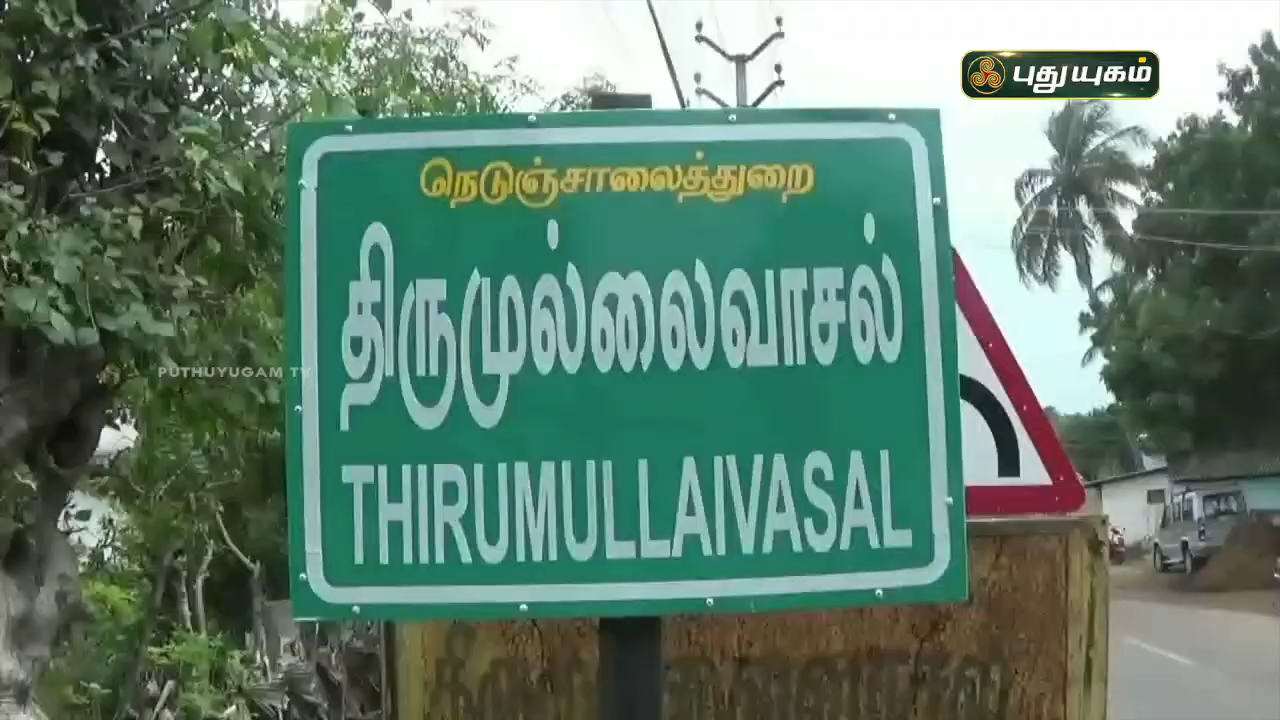 புதுயுகம்
நெடுஞ்சாலைத்துறை
திருமுல்லைவாசல்
PUTHUYUGAM TV
THIRUMULLAIVASAL